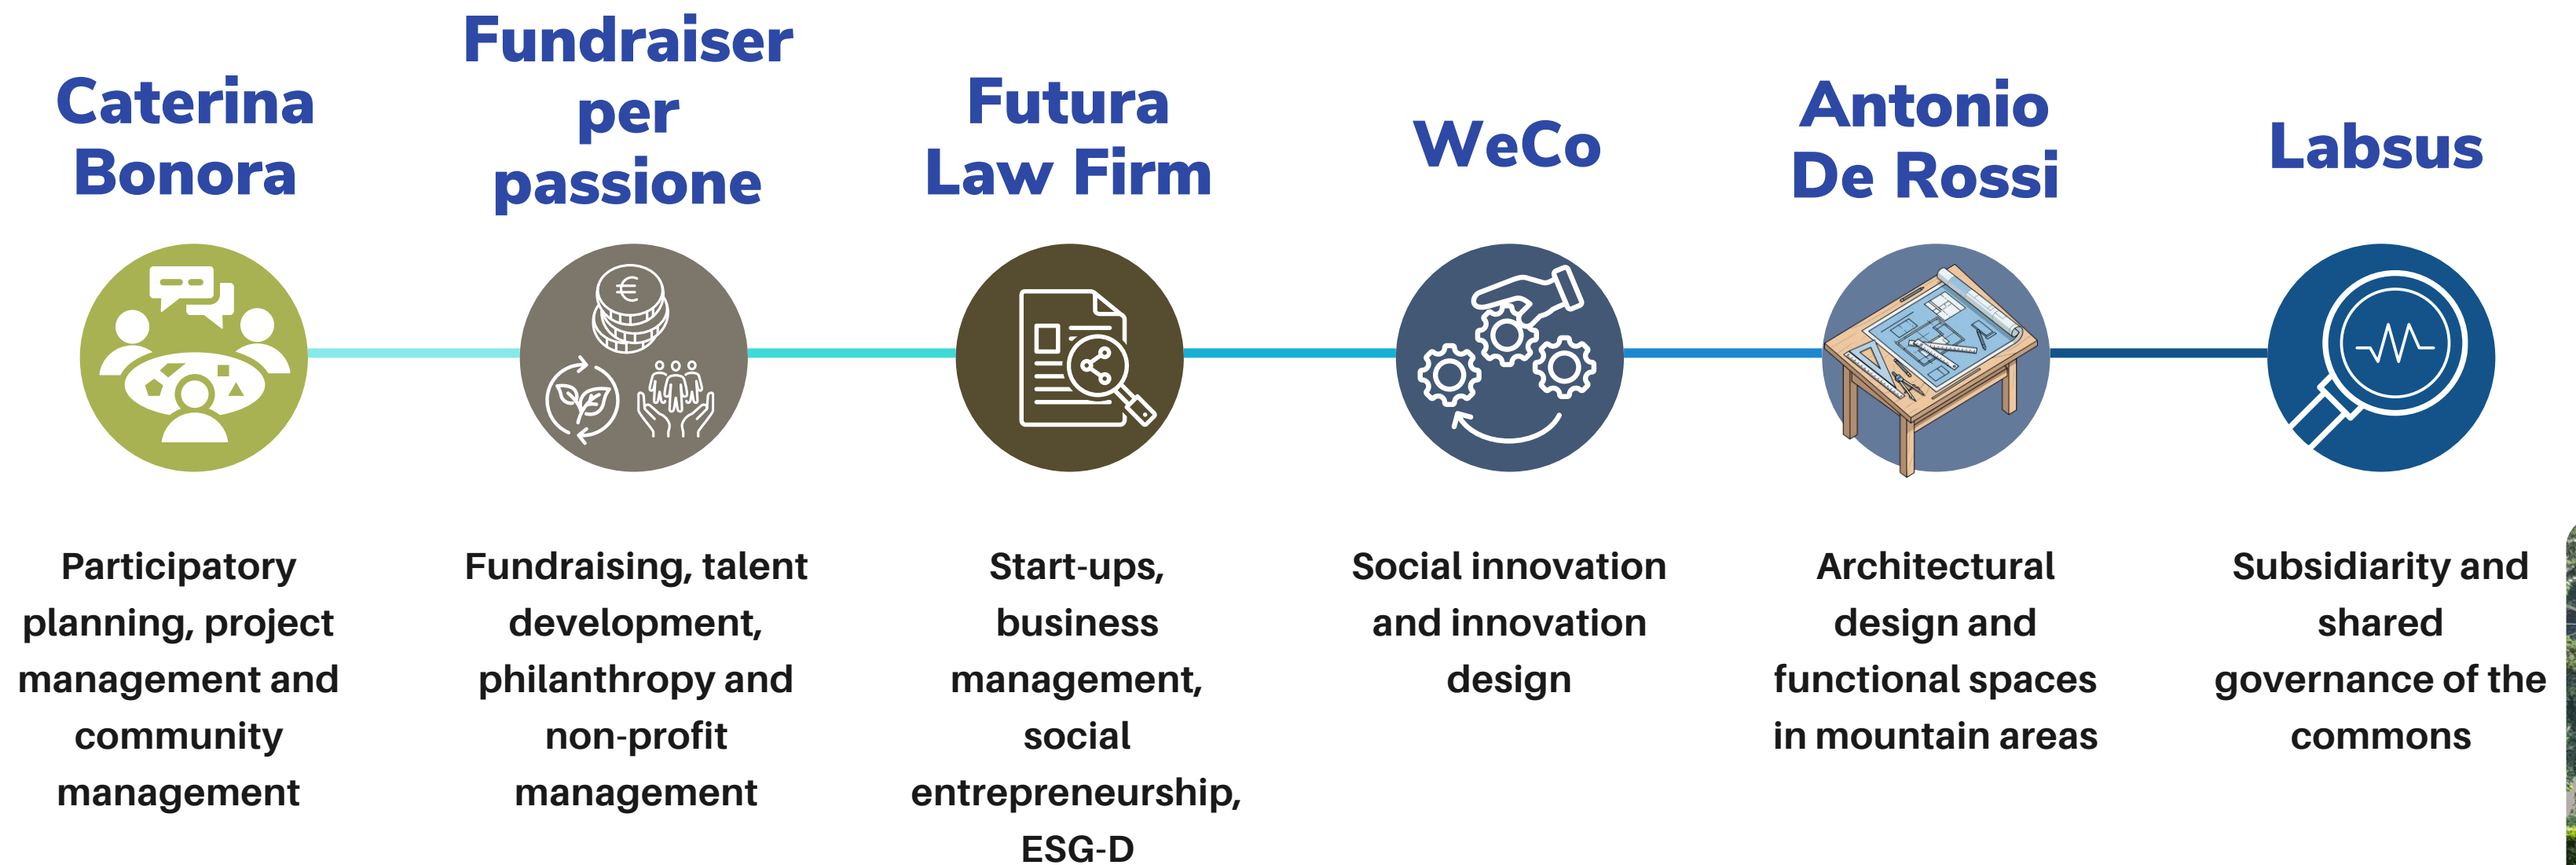 Caterina
Bonora
Fundraiser
per
passione
Futura
Law Firm
WeCo
Antonio
De Rossi
Labsus
€
Participatory
planning, project
management and
community
management
Fundraising, talent
development,
philanthropy and
non-profit
management
Start-ups,
business
management,
social
entrepreneurship,
ESG-D
Social innovation
and innovation
design
Architectural
design and
functional spaces
in mountain areas
Subsidiarity and
shared
governance of the
commons